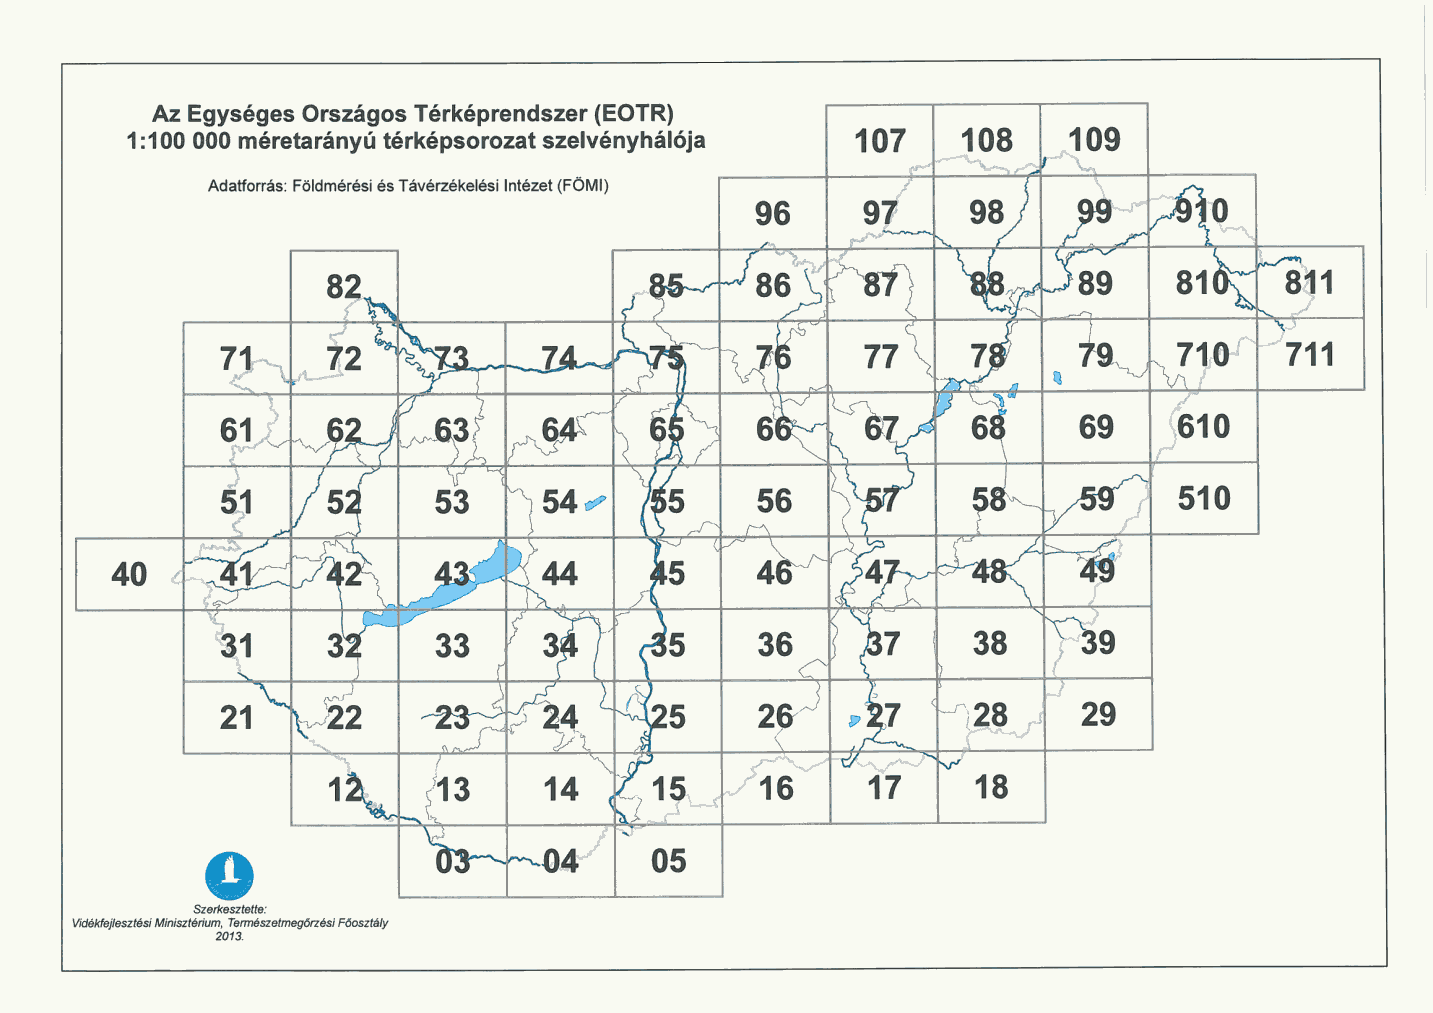 Az Egységes Országos Térképrendszer (EOTR)
1:100 000 méretarányú térképsorozat szelvényhálója
Adatforrás: Földmérési és Távérzékelési Intézet (FÖMI)
107 108 109
96 97 98 99 910
82 85 86 87 88 89 810 811
71 72 73 74 75 76 77 78 79 710 711
61 62 63 64 65 66 67 68 69 610
51 52 53 54 55 56 57 58 59 510
40 41 42 43 44 45 46 47 48 49
31 32 33 34 35 36 37 38 39
21 22 23 24 25 26 27 28 29
12 13 14 15 16 17 18
03 04 05
Szerkesztette:
Vidékfejlesztési Minisztérium, Természetmegőrzési Főosztály
2013.